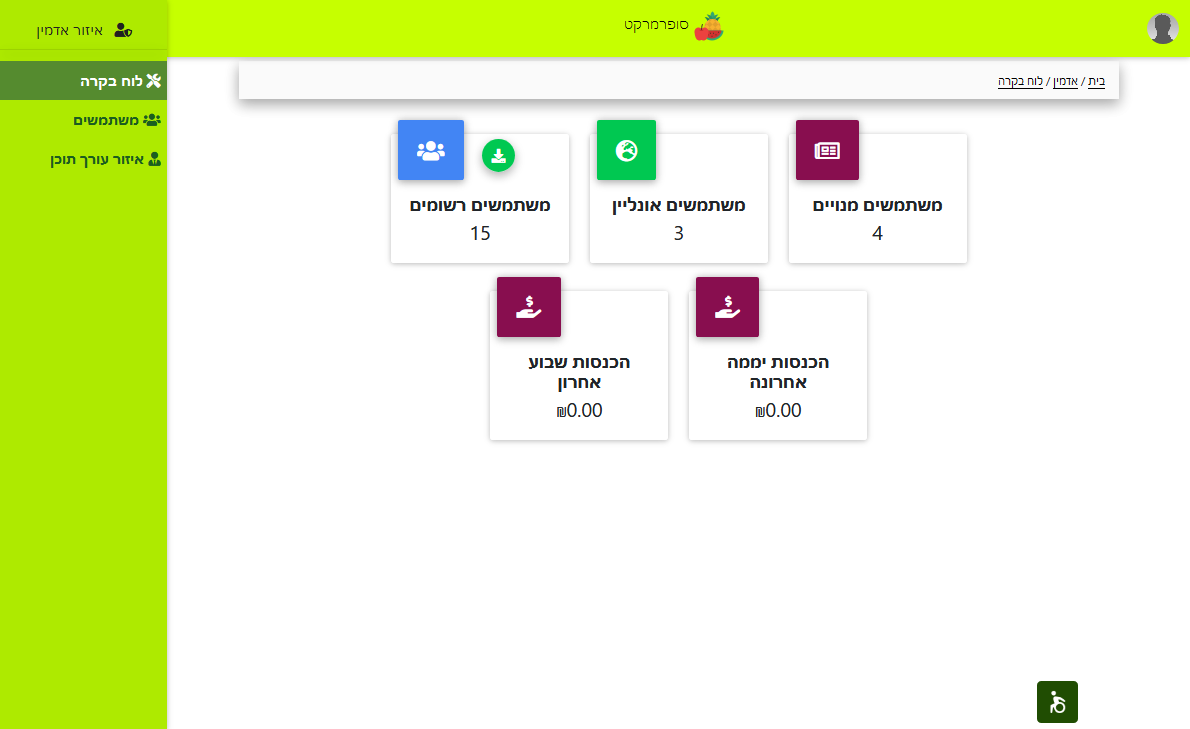 סופרמרקט
איזור אדמין
לוח בקרה
משתמשים
איזור עורך תוכן
בית / אדמין / לוח בקרה
משתמשים מנויים
4
משתמשים אונליין
3
משתמשים רשומים
15
הכנסות יממה
אחרונה
₪0.00
הכנסות שבוע
אחרון
₪0.00